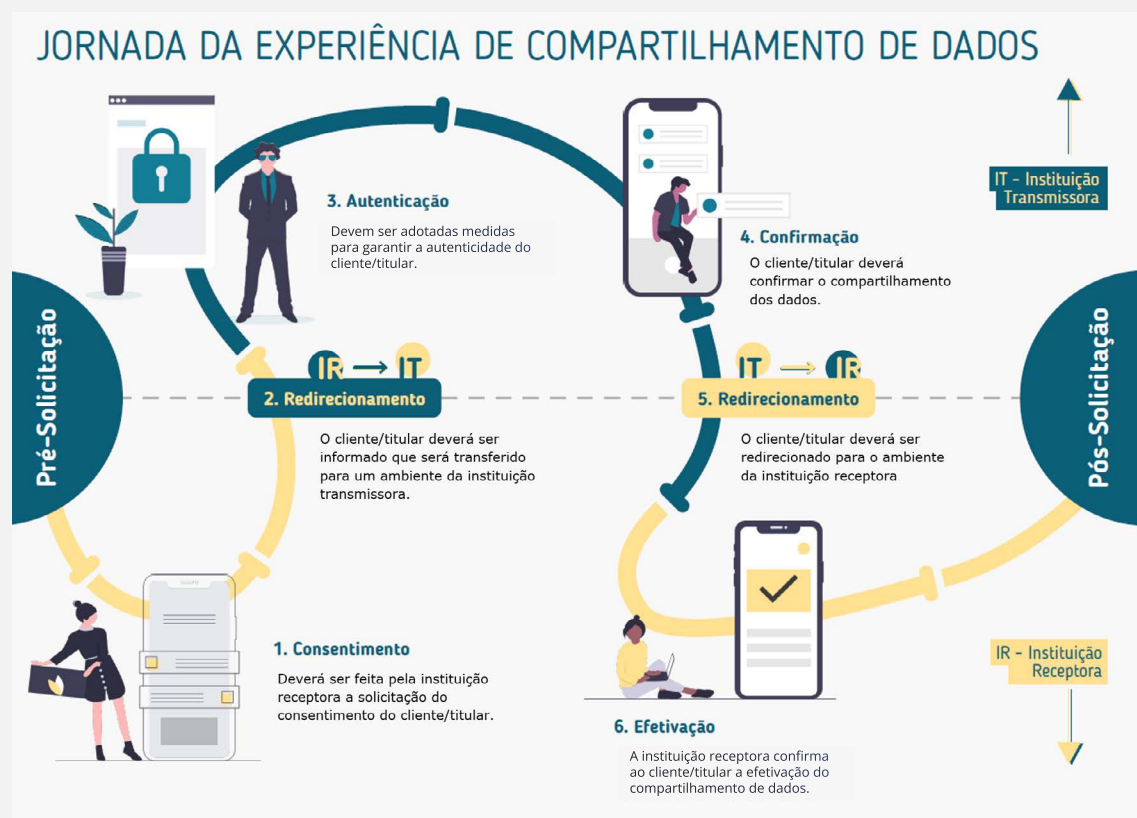 JORNADA DA EXPERIÊNCIA DE COMPARTILHAMENTO DE DADOS
IT - Instituição
Transmissora
3. Autenticação
Devem ser adotadas medidas
para garantir a autenticidade do
cliente/titular.
4. Confirmação
O cliente/titular deverá
confirmar o compartilhamento
dos dados.
Pré-Solicitação
IR
IT
2. Redirecionamento
O cliente/titular deverá ser
informado que será transferido
para um ambiente da instituição
transmissora.
IT
IR
5. Redirecionamento
O cliente/titular deverá ser
redirecionado para o ambiente
da instituição receptora
Pós-Solicitação
1. Consentimento
Deverá ser feita pela instituição
receptora a solicitação do
consentimento do cliente/titular.
IR - Instituição
Receptora
6. Efetivação
A instituição receptora confirma
ao cliente/titular a efetivação do
compartilhamento de dados.